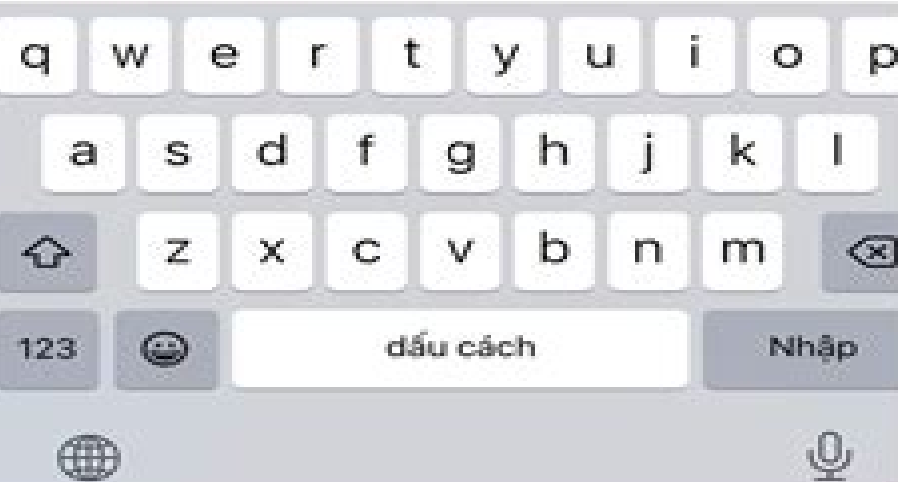 q w e r t y u i o p
a s d f g h j k l
z x c v b n m
123 dấu cách Nhập